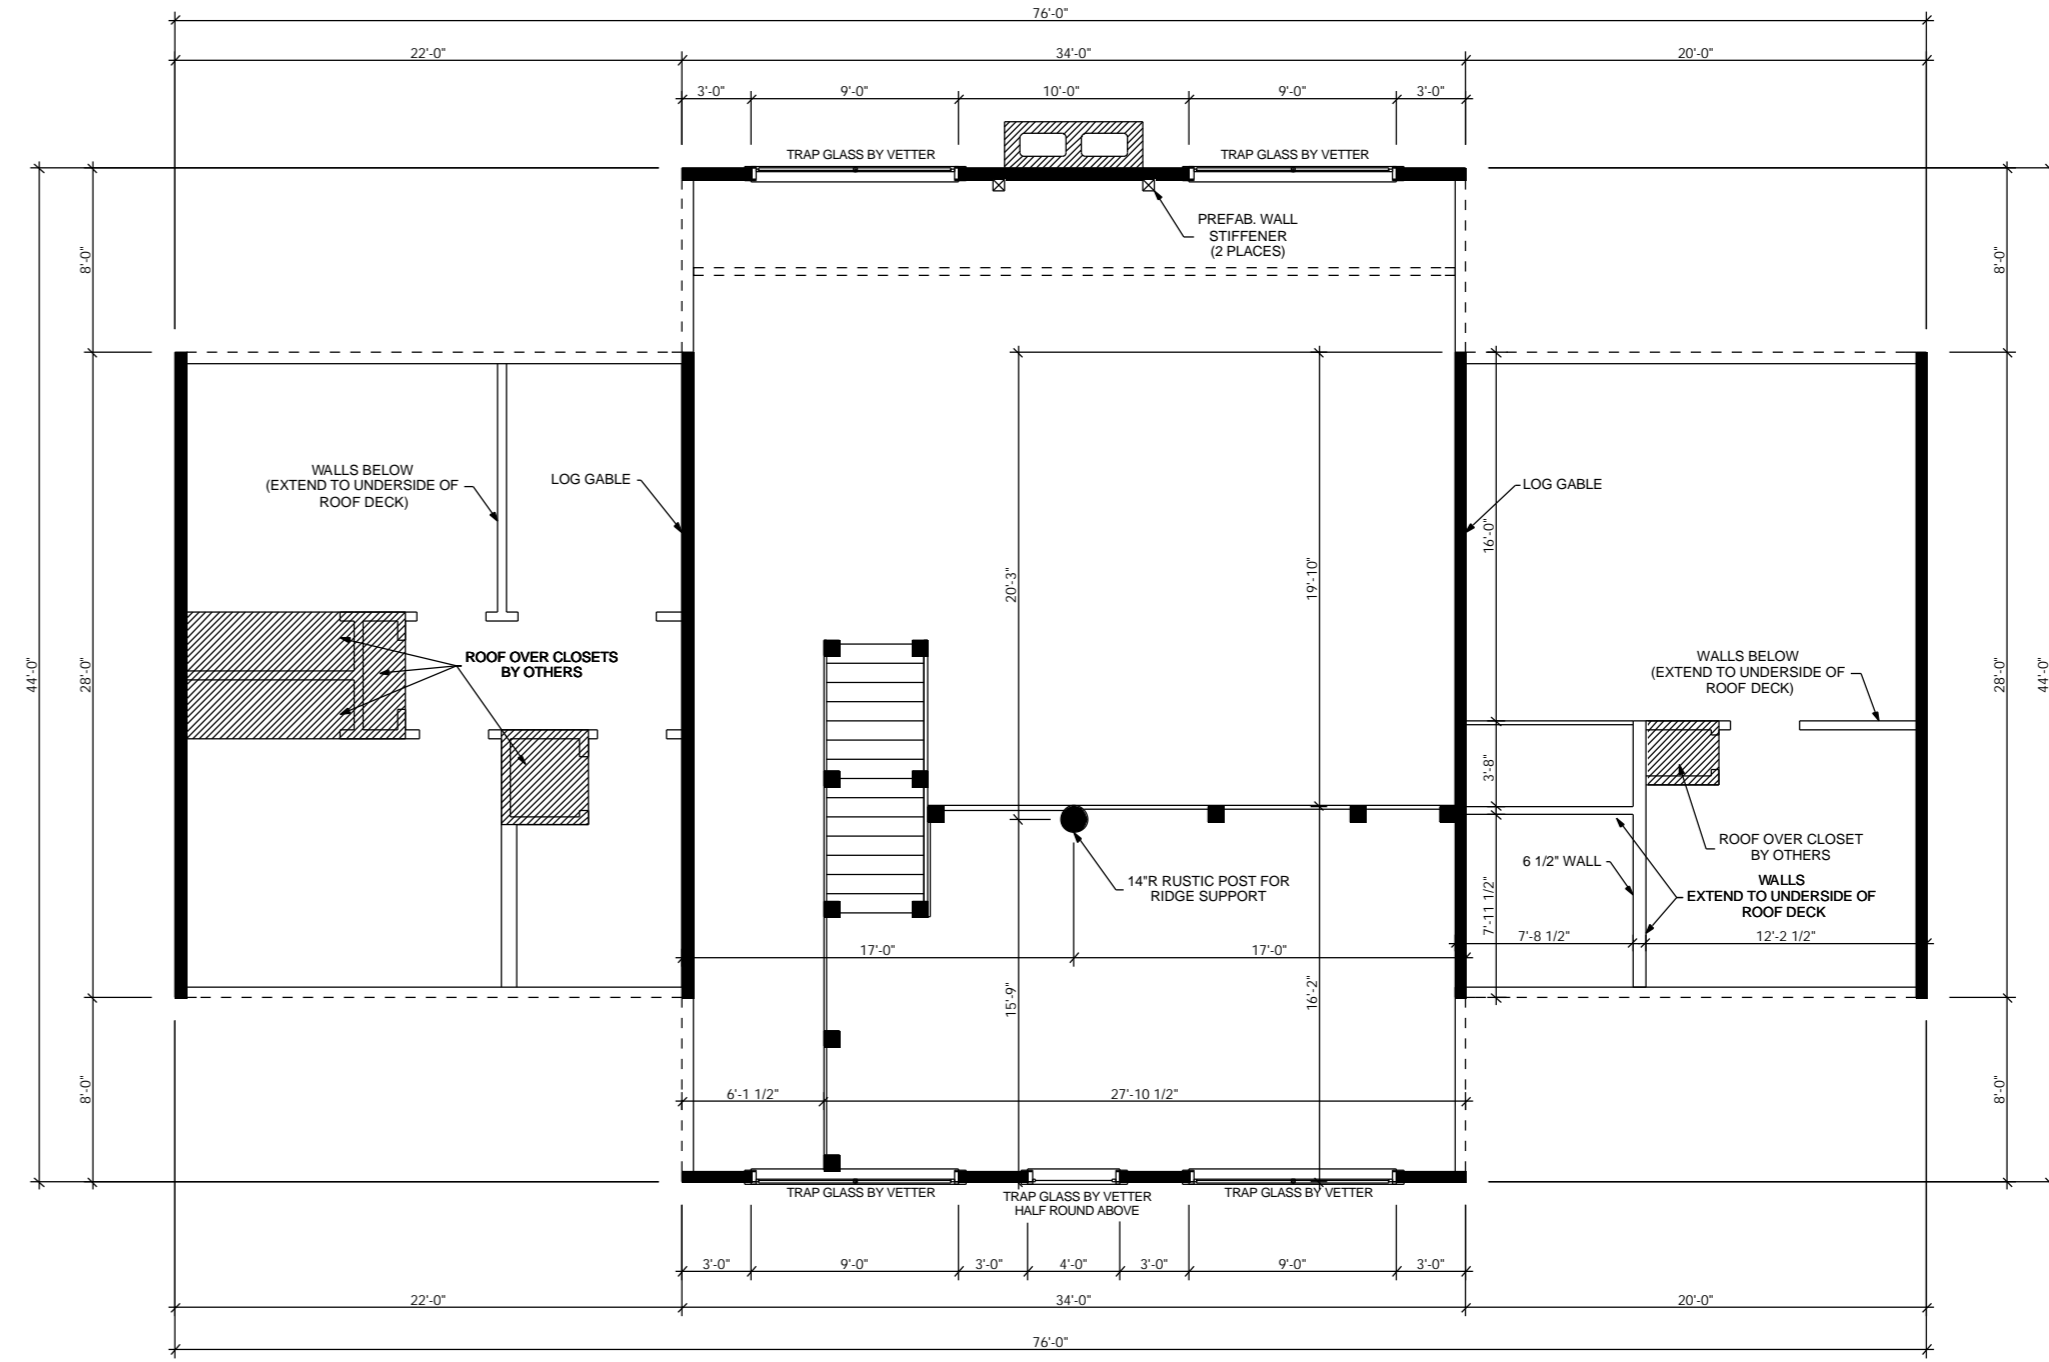 76'-0"
22'-0"
34'-0"
20'-0"
3'-0"
9'-0"
10'-0"
9'-0"
3'-0"
TRAP GLASS BY VETTER
TRAP GLASS BY VETTER
PREFAB. WALL
STIFFENER
(2 PLACES)
8'-0"
8'-0"
WALLS BELOW
(EXTEND TO UNDERSIDE OF
ROOF DECK)
LOG GABLE
LOG GABLE
16'-0"
20'-3"
19'-10"
44'-0"
28'-0"
ROOF OVER CLOSETS
BY OTHERS
WALLS BELOW
(EXTEND TO UNDERSIDE OF
ROOF DECK)
28'-0"
44'-0"
3'-8"
ROOF OVER CLOSET
BY OTHERS
6 1/2" WALL
WALLS
EXTEND TO UNDERSIDE OF
ROOF DECK
14"R RUSTIC POST FOR
RIDGE SUPPORT
7'-11 1/2"
7'-8 1/2"
12'-2 1/2"
17'-0"
17'-0"
15'-9"
16'-2"
8'-0"
6'-1 1/2"
27'-10 1/2"
8'-0"
TRAP GLASS BY VETTER
TRAP GLASS BY VETTER
HALF ROUND ABOVE
TRAP GLASS BY VETTER
3'-0"
9'-0"
3'-0"
4'-0"
3'-0"
9'-0"
3'-0"
22'-0"
34'-0"
20'-0"
76'-0"